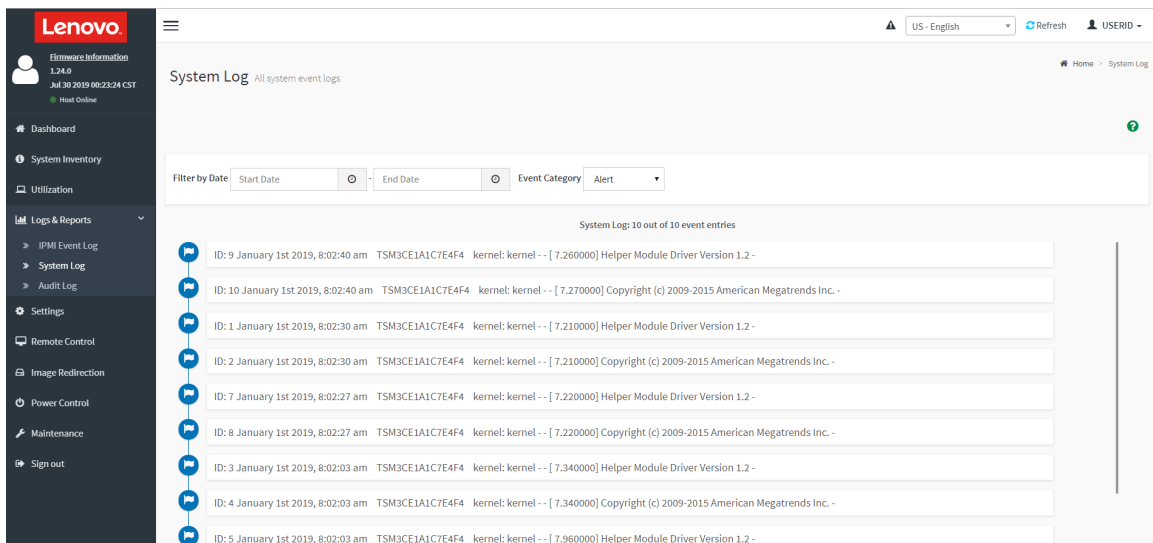 Lenovo.
Firmware Information
1.24.0
Jul 30 2019 00:23:24 CST
Host Online
Dashboard
System Inventory
Utilization
Logs & Reports
IPMI Event Log
System Log
Audit Log
Settings
Remote Control
Image Redirection
Power Control
Maintenance
Sign out
US - English
Refresh
USERID
System Log All system event logs
Home > System Log
Filter by Date Start Date - End Date Event Category Alert
System Log: 10 out of 10 event entries
ID: 9 January 1st 2019, 8:02:40 am TSM3CE1A1C7E4F4 kernel: kernel - - [ 7.260000] Helper Module Driver Version 1.2 -
ID: 10 January 1st 2019, 8:02:40 am TSM3CE1A1C7E4F4 kernel: kernel - - [ 7.270000] Copyright (c) 2009-2015 American Megatrends Inc. -
ID: 1 January 1st 2019, 8:02:30 am TSM3CE1A1C7E4F4 kernel: kernel - - [ 7.210000] Helper Module Driver Version 1.2 -
ID: 2 January 1st 2019, 8:02:30 am TSM3CE1A1C7E4F4 kernel: kernel - - [ 7.210000] Copyright (c) 2009-2015 American Megatrends Inc. -
ID: 7 January 1st 2019, 8:02:27 am TSM3CE1A1C7E4F4 kernel: kernel - - [ 7.220000] Helper Module Driver Version 1.2 -
ID: 8 January 1st 2019, 8:02:27 am TSM3CE1A1C7E4F4 kernel: kernel - - [ 7.220000] Copyright (c) 2009-2015 American Megatrends Inc. -
ID: 3 January 1st 2019, 8:02:03 am TSM3CE1A1C7E4F4 kernel: kernel - - [ 7.340000] Helper Module Driver Version 1.2 -
ID: 4 January 1st 2019, 8:02:03 am TSM3CE1A1C7E4F4 kernel: kernel - - [ 7.340000] Copyright (c) 2009-2015 American Megatrends Inc. -
ID: 5 January 1st 2019, 8:02:03 am TSM3CE1A1C7E4F4 kernel: kernel - - [ 7.960000] Helper Module Driver Version 1.2 -